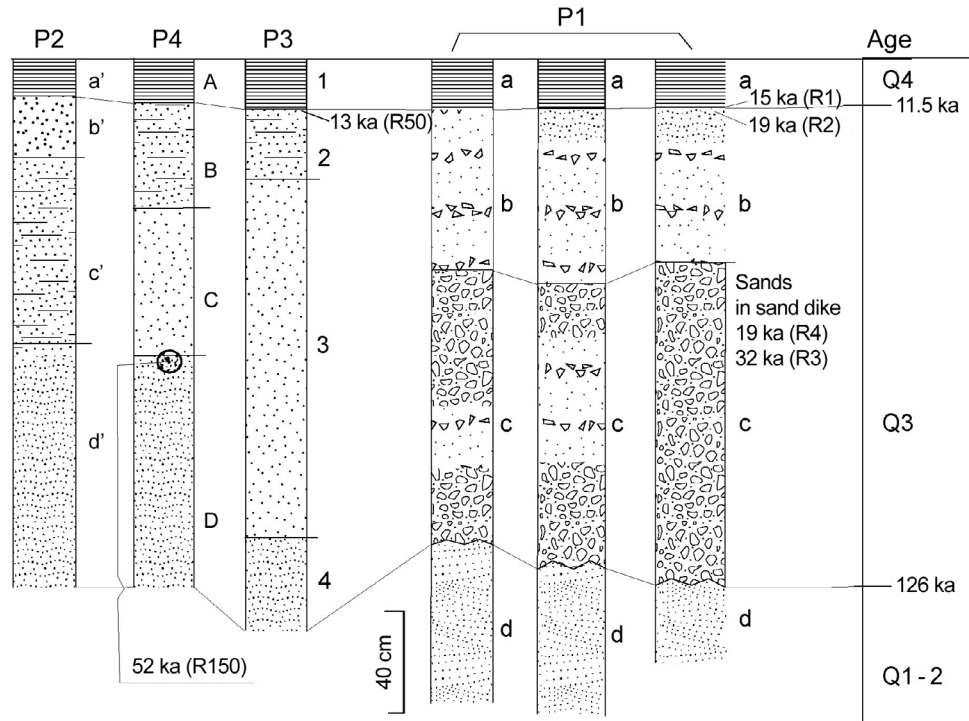 P1
P2
P4
P3
Age
a'
A
1
a
a
a
Q4
15 ka (R1)
11.5 ka
13 ka (R50)
19 ka (R2)
b'
2
B
b
b
b
c'
C
Sands
in sand dike
19 ka (R4)
32 ka (R3)
3
c
c
c
Q3
d'
D
4
126 ka
d
d
d
40 cm
52 ka (R150)
Q1 - 2